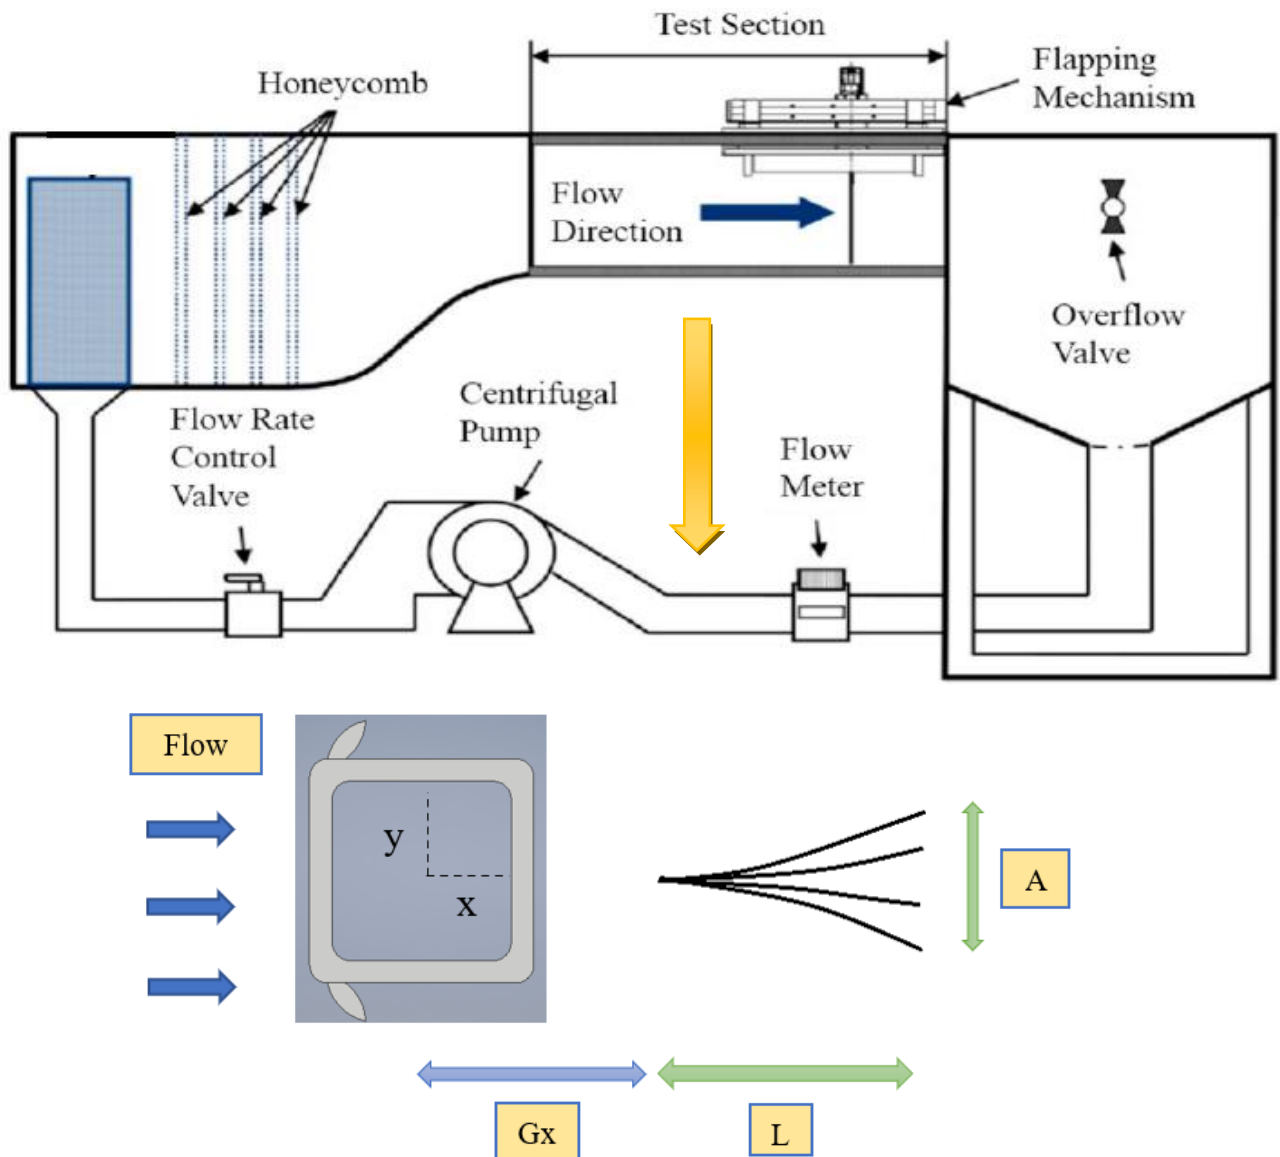 Test Section
Honeycomb
Flapping
Mechanism
Flow
Direction
Overflow
Valve
Flow Rate
Control
Valve
Centrifugal
Pump
Flow
Meter
Flow
y
x
A
Gx
L